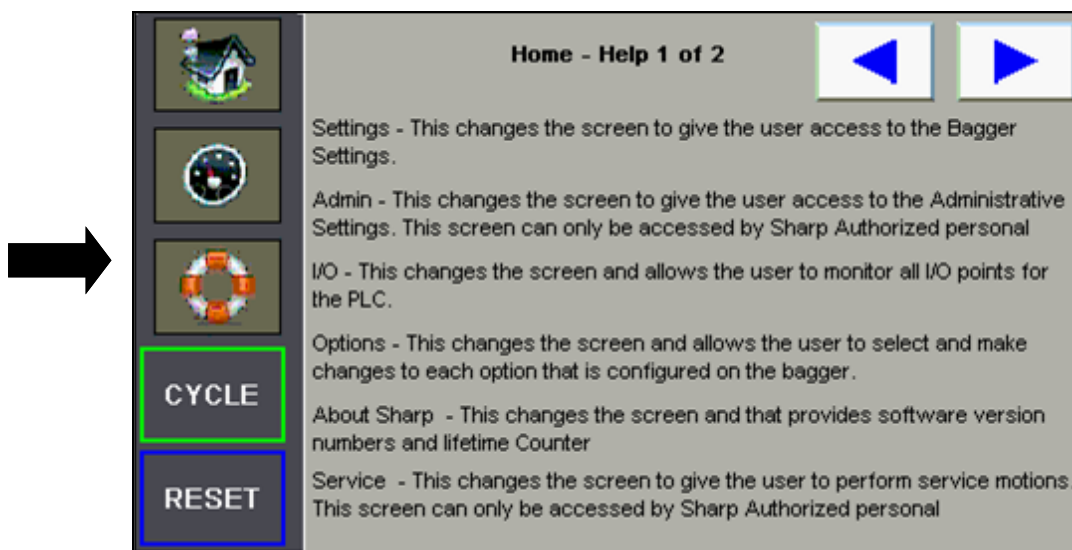 Home - Help 1 of 2
Settings - This changes the screen to give the user access to the Bagger
Settings.
Admin - This changes the screen to give the user access to the Administrative
Settings. This screen can only be accessed by Sharp Authorized personal
I/O - This changes the screen and allows the user to monitor all I/O points for
the PLC.
Options - This changes the screen and allows the user to select and make
changes to each option that is configured on the bagger.
About Sharp - This changes the screen and that provides software version
numbers and lifetime Counter
Service - This changes the screen to give the user to perform service motions.
This screen can only be accessed by Sharp Authorized personal
CYCLE
RESET